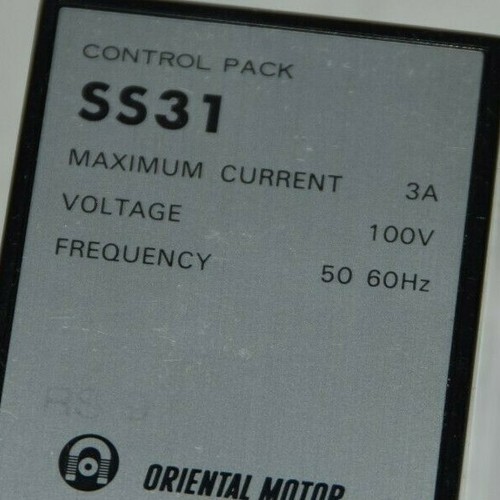 CONTROL PACK
SS31
MAXIMUM CURRENT 3A
VOLTAGE 100V
FREQUENCY 50 60Hz
ORIENTAL MOTOR